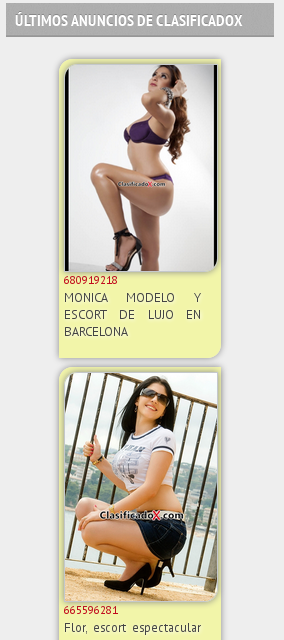 ÚLTIMOS ANUNCIOS DE CLASIFICADOX
ClasificadoX.com
680919218
MONICA MODELO Y
ESCORT DE LUJO EN
BARCELONA
ClasificadoX.com
665596281
Flor, escort espectacular